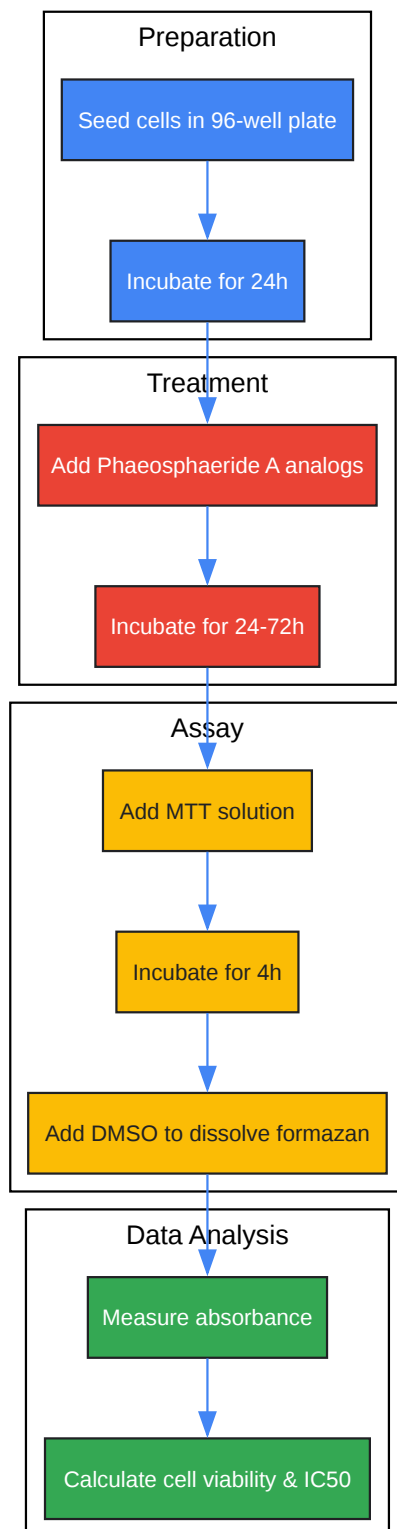 Preparation
Seed cells in 96-well plate
Incubate for 24h
Treatment
Add Phaeosphaeride A analogs
Incubate for 24-72h
Assay
Add MTT solution
Incubate for 4h
Add DMSO to dissolve formazan
Data Analysis
Measure absorbance
Calculate cell viability & IC50